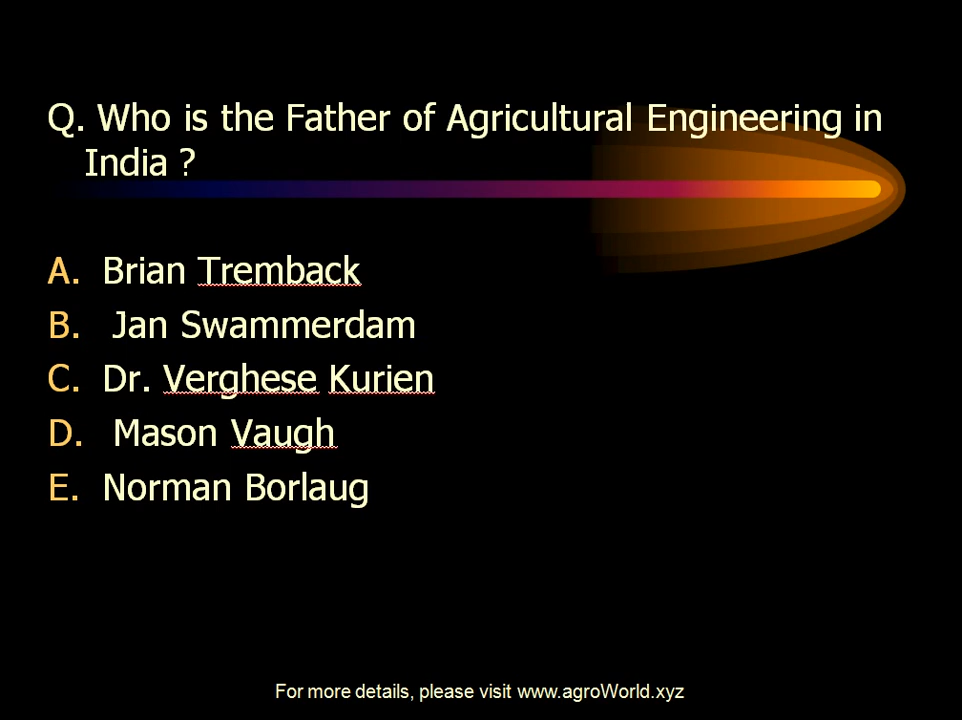 Q. Who is the Father of Agricultural Engineering in
India ?
A. Brian Tremback
B. Jan Swammerdam
C. Dr. Verghese Kurien
D. Mason Vaugh
E. Norman Borlaug
For more details, please visit www.agroWorld.xyz